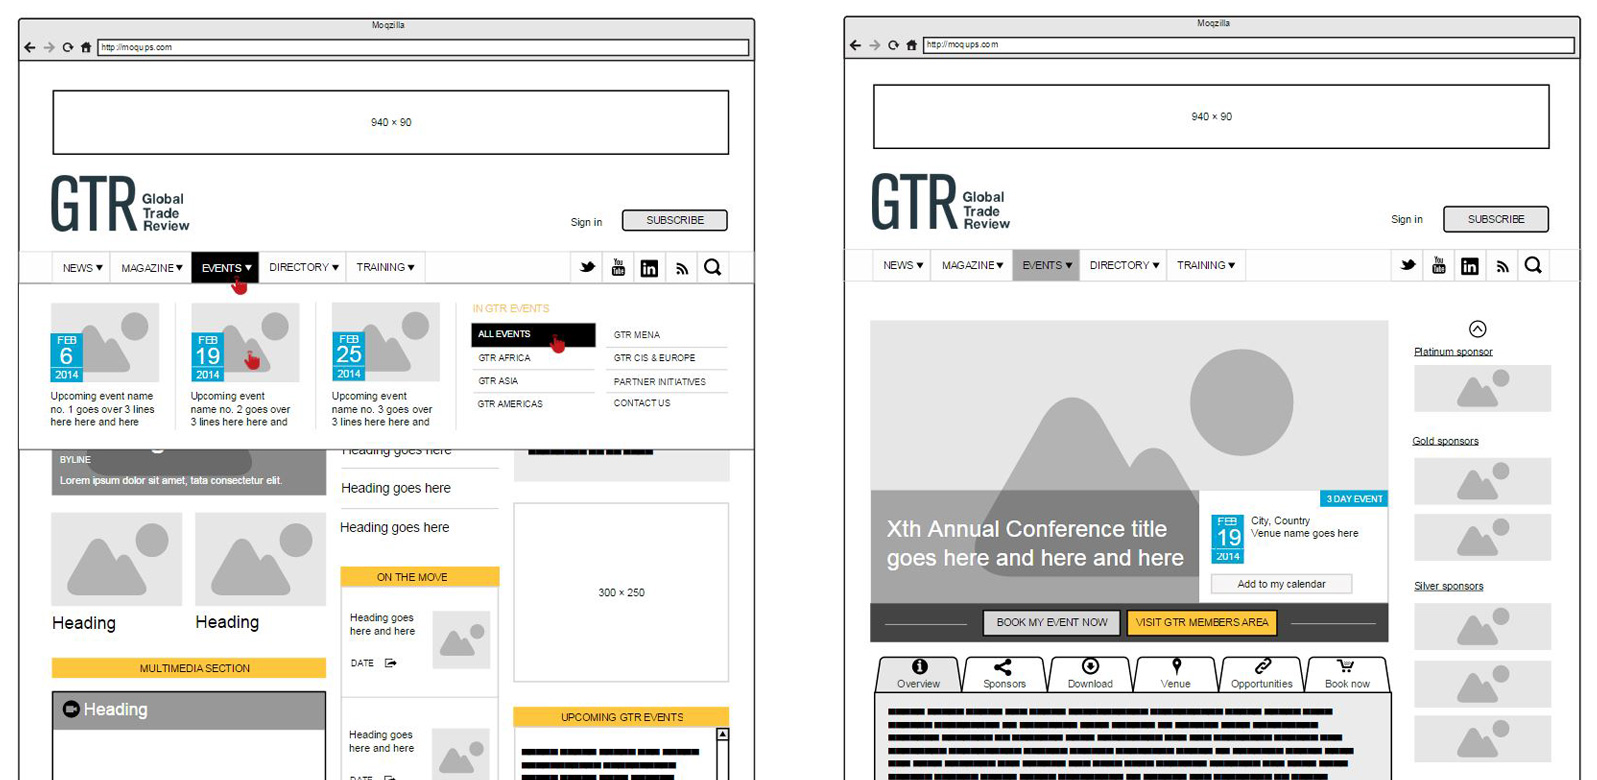 Moqzilla
http://moqups.com
940 × 90
GTR Global
Trade
Review
Sign in
SUBSCRIBE
NEWS
MAGAZINE
EVENTS
DIRECTORY
TRAINING
You
Tube
in
FEB
6
2014
Upcoming event name
no. 1 goes over 3 lines
here here and here
FEB
19
2014
Upcoming event
name no. 2 goes over
3 lines here here and
FEB
25
2014
Upcoming event
name no. 3 goes over
3 lines here here and
IN GTR EVENTS
ALL EVENTS
GTR AFRICA
GTR ASIA
GTR AMERICAS
GTR MENA
GTR CIS & EUROPE
PARTNER INITIATIVES
CONTACT US
BYLINE
Lorem ipsum dolor sit amet, tata consectetur elit.
Heading
Heading
MULTIMEDIA SECTION
Heading
Heading goes here
Heading goes here
Heading goes here
ON THE MOVE
Heading goes
here and here
DATE
Heading goes
here and here
DATE
300 × 250
UPCOMING GTR EVENTS
Moqzilla
http://moqups.com
940 × 90
GTR Global
Trade
Review
Sign in
SUBSCRIBE
NEWS
MAGAZINE
EVENTS
DIRECTORY
TRAINING
You
Tube
in
Xth Annual Conference title
goes here and here and here
3 DAY EVENT
FEB
19
2014
City, Country
Venue name goes here
Add to my calendar
BOOK MY EVENT NOW
VISIT GTR MEMBERS AREA
Overview
Sponsors
Download
Venue
Opportunities
Book now
Platinum sponsor
Gold sponsors
Silver sponsors